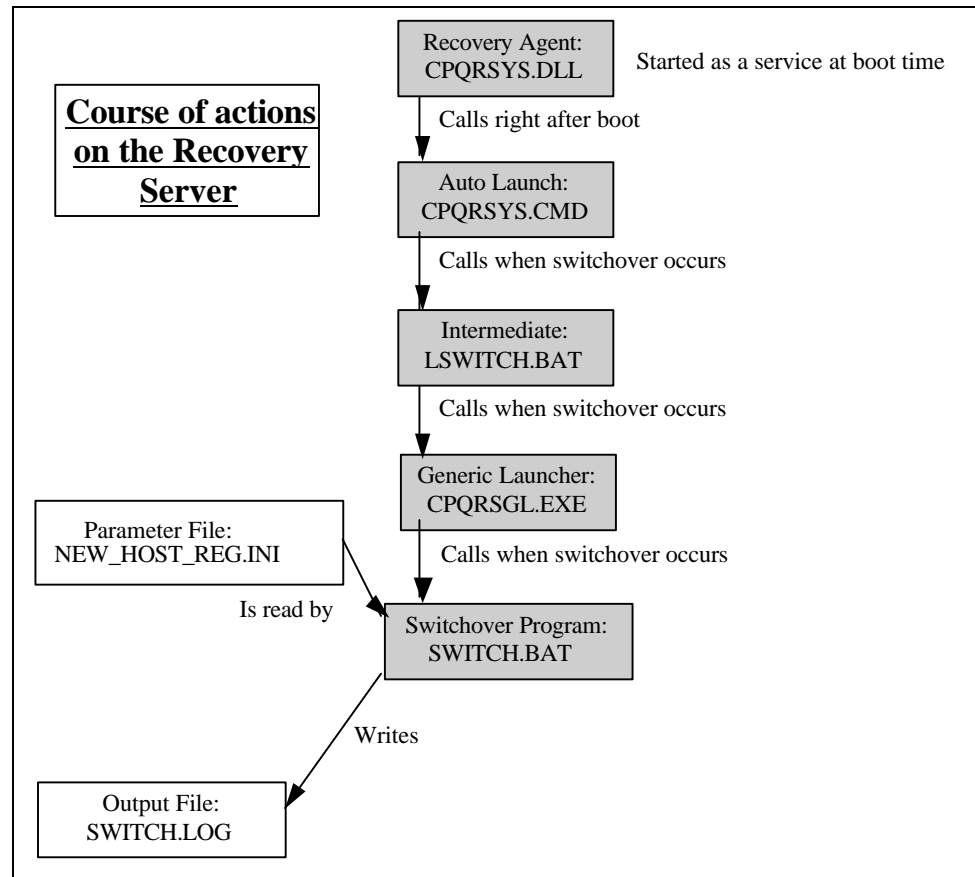 Recovery Agent:
CPQRSYS.DLL
Started as a service at boot time
Course of actions
on the Recovery
Server
Calls right after boot
Auto Launch:
CPQRSYS.CMD
Calls when switchover occurs
Intermediate:
LSWITCH.BAT
Calls when switchover occurs
Generic Launcher:
CPQRSGL.EXE
Parameter File:
NEW_HOST_REG.INI
Calls when switchover occurs
Is read by
Switchover Program:
SWITCH.BAT
Writes
Output File:
SWITCH.LOG